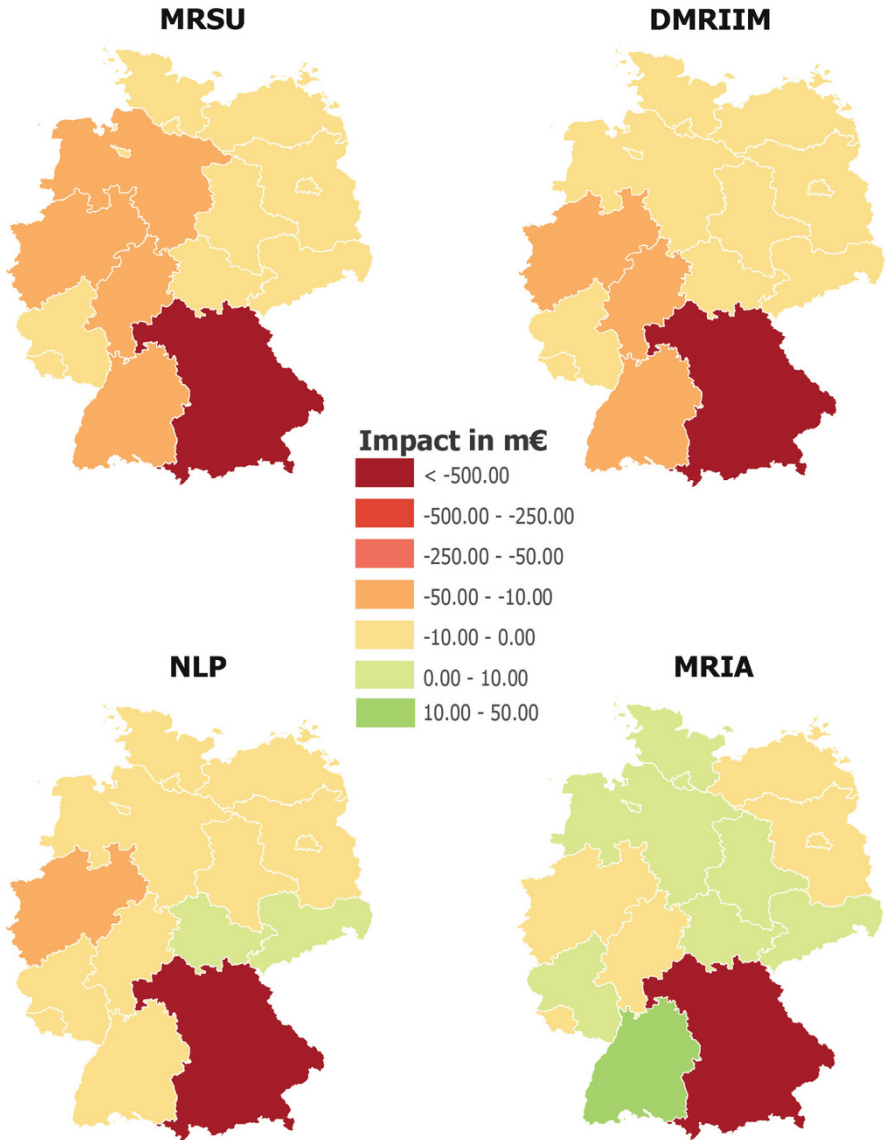 MRSU
DMRIIM
Impact in m€
< -500.00
-500.00 - -250.00
-250.00 - -50.00
-50.00 - -10.00
-10.00 - 0.00
0.00 - 10.00
10.00 - 50.00
NLP
MRIA